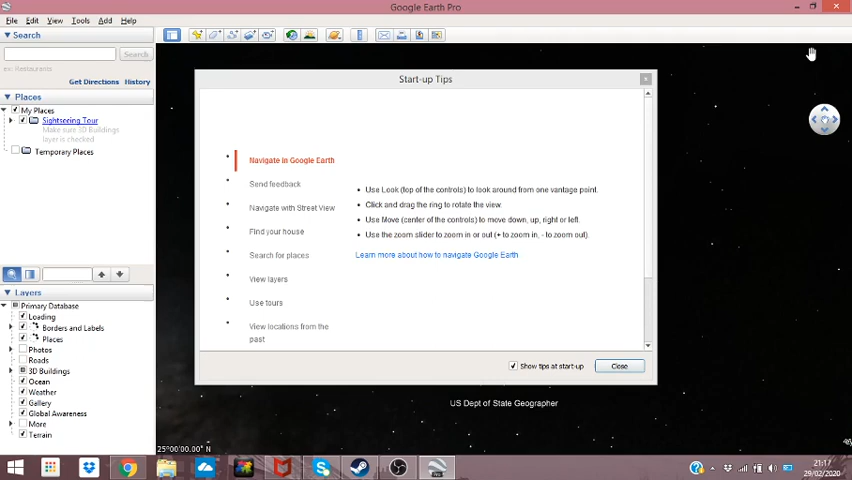 Google Earth Pro
File Edit View Tools Add Help
Search
Search
ex: Restaurants
Get Directions History
Places
My Places
Sightseeing Tour
Make sure 3D Buildings
layer is checked
Temporary Places
Layers
Primary Database
Loading
Borders and Labels
Places
Photos
Roads
3D Buildings
Ocean
Weather
Gallery
Global Awareness
More
Terrain
Start-up Tips
Navigate in Google Earth
Send feedback
Navigate with Street View
Find your house
Search for places
View layers
Use tours
View locations from the
past
Use Look (top of the controls) to look around from one vantage point.
Click and drag the ring to rotate the view.
Use Move (center of the controls) to move down, up, right or left.
Use the zoom slider to zoom in or out (+ to zoom in, - to zoom out).
Learn more about how to navigate Google Earth
Show tips at start-up
Close
US Dept of State Geographer
25°00'00.00" N
21:17
29/02/2020